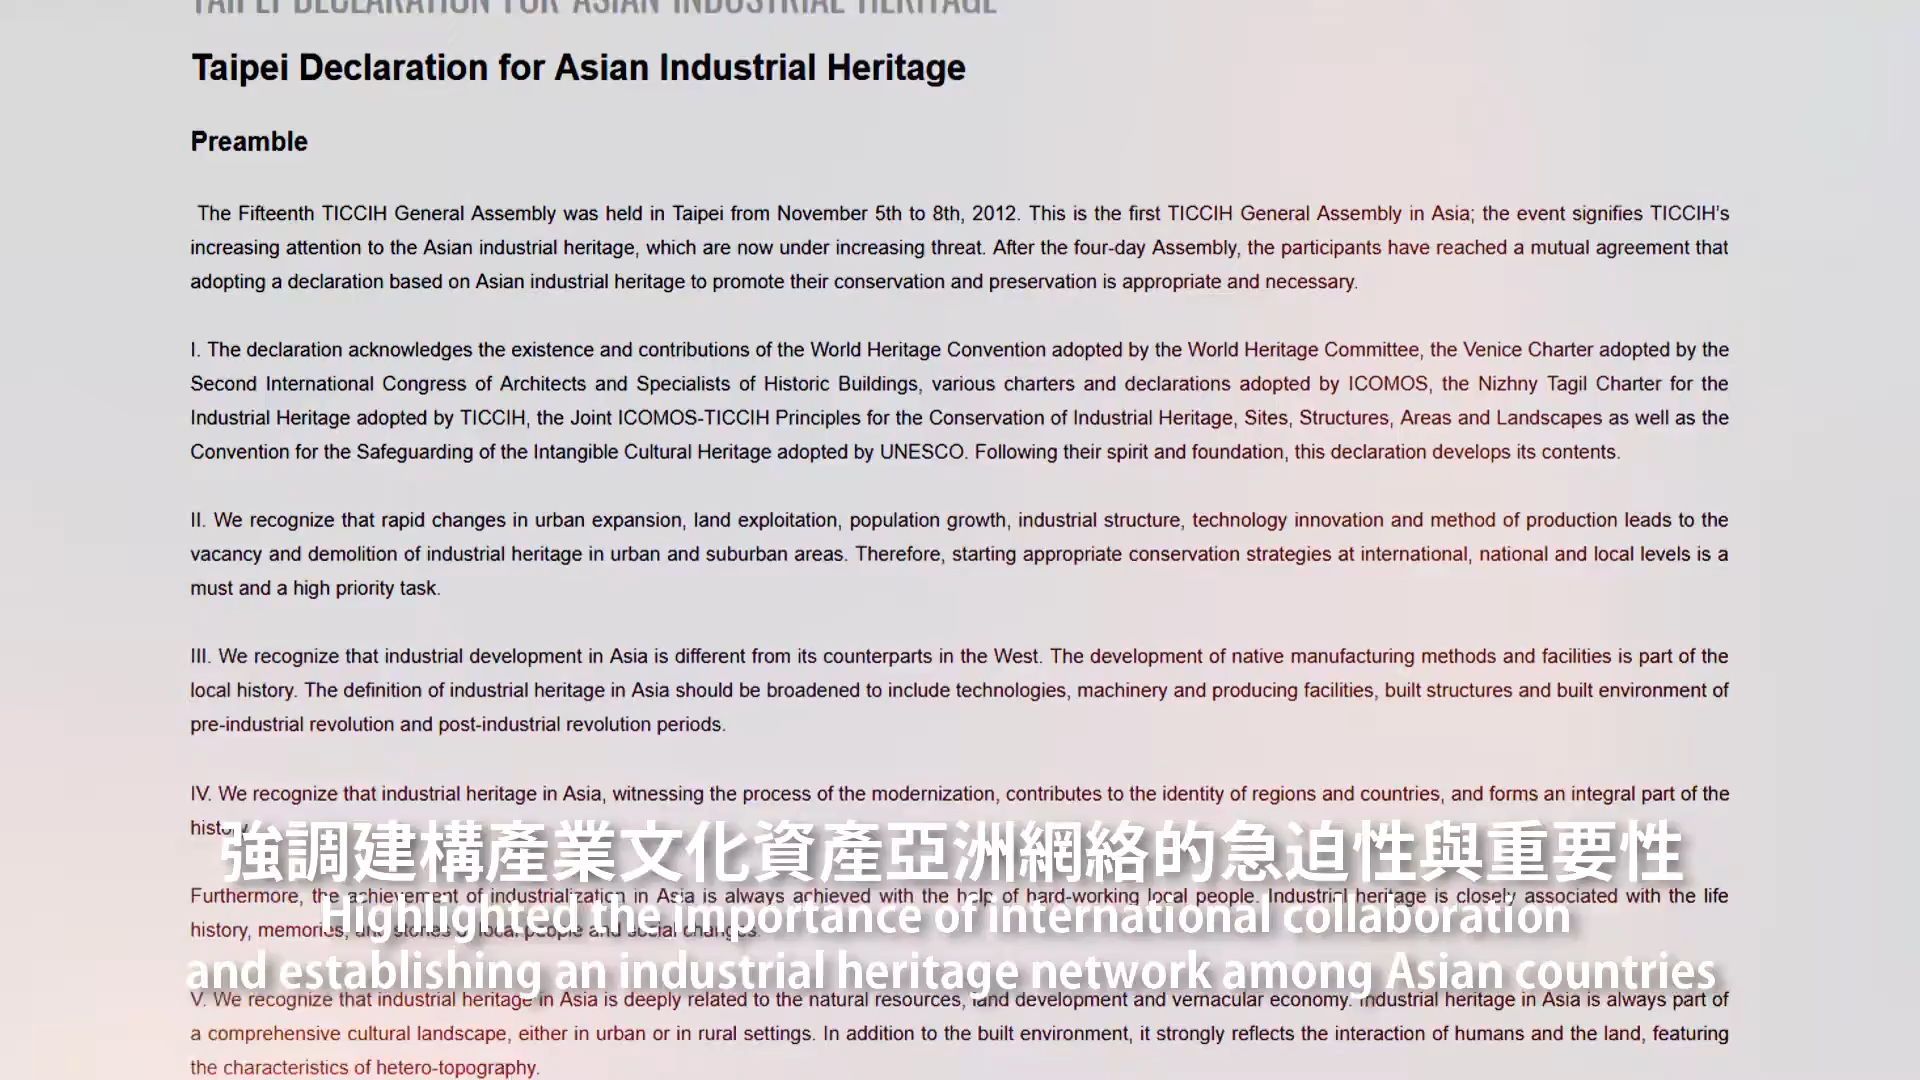 TAIPEI DECLARATION FOR ASIAN INDUSTRIAL HERITAGE
Taipei Declaration for Asian Industrial Heritage
Preamble
The Fifteenth TICCIH General Assembly was held in Taipei from November 5th to 8th, 2012. This is the first TICCIH General Assembly in Asia; the event signifies TICCIH's
increasing attention to the Asian industrial heritage, which are now under increasing threat. After the four-day Assembly, the participants have reached a mutual agreement that
adopting a declaration based on Asian industrial heritage to promote their conservation and preservation is appropriate and necessary.
I. The declaration acknowledges the existence and contributions of the World Heritage Convention adopted by the World Heritage Committee, the Venice Charter adopted by the
Second International Congress of Architects and Specialists of Historic Buildings, various charters and declarations adopted by ICOMOS, the Nizhny Tagil Charter for the
Industrial Heritage adopted by TICCIH, the Joint ICOMOS-TICCIH Principles for the Conservation of Industrial Heritage, Sites, Structures, Areas and Landscapes as well as the
Convention for the Safeguarding of the Intangible Cultural Heritage adopted by UNESCO. Following their spirit and foundation, this declaration develops its contents.
II. We recognize that rapid changes in urban expansion, land exploitation, population growth, industrial structure, technology innovation and method of production leads to the
vacancy and demolition of industrial heritage in urban and suburban areas. Therefore, starting appropriate conservation strategies at international, national and local levels is a
must and a high priority task.
III. We recognize that industrial development in Asia is different from its counterparts in the West. The development of native manufacturing methods and facilities is part of the
local history. The definition of industrial heritage in Asia should be broadened to include technologies, machinery and producing facilities, built structures and built environment of
pre-industrial revolution and post-industrial revolution periods.
IV. We recognize that industrial heritage in Asia, witnessing the process of the modernization, contributes to the identity of regions and countries, and forms an integral part of the
history.
強調建構產業文化資產亞洲網絡的急迫性與重要性
Furthermore, the achievement of industrialization in Asia is always achieved with the help of hard-working local people. Industrial heritage is closely associated with the life
Highlighted the importance of international collaboration
history, memories, and stories of local people and social changes.
and establishing an industrial heritage network among Asian countries
V. We recognize that industrial heritage in Asia is deeply related to the natural resources, land development and vernacular economy. Industrial heritage in Asia is always part of
a comprehensive cultural landscape, either in urban or in rural settings. In addition to the built environment, it strongly reflects the interaction of humans and the land, featuring
the characteristics of hetero-topography.